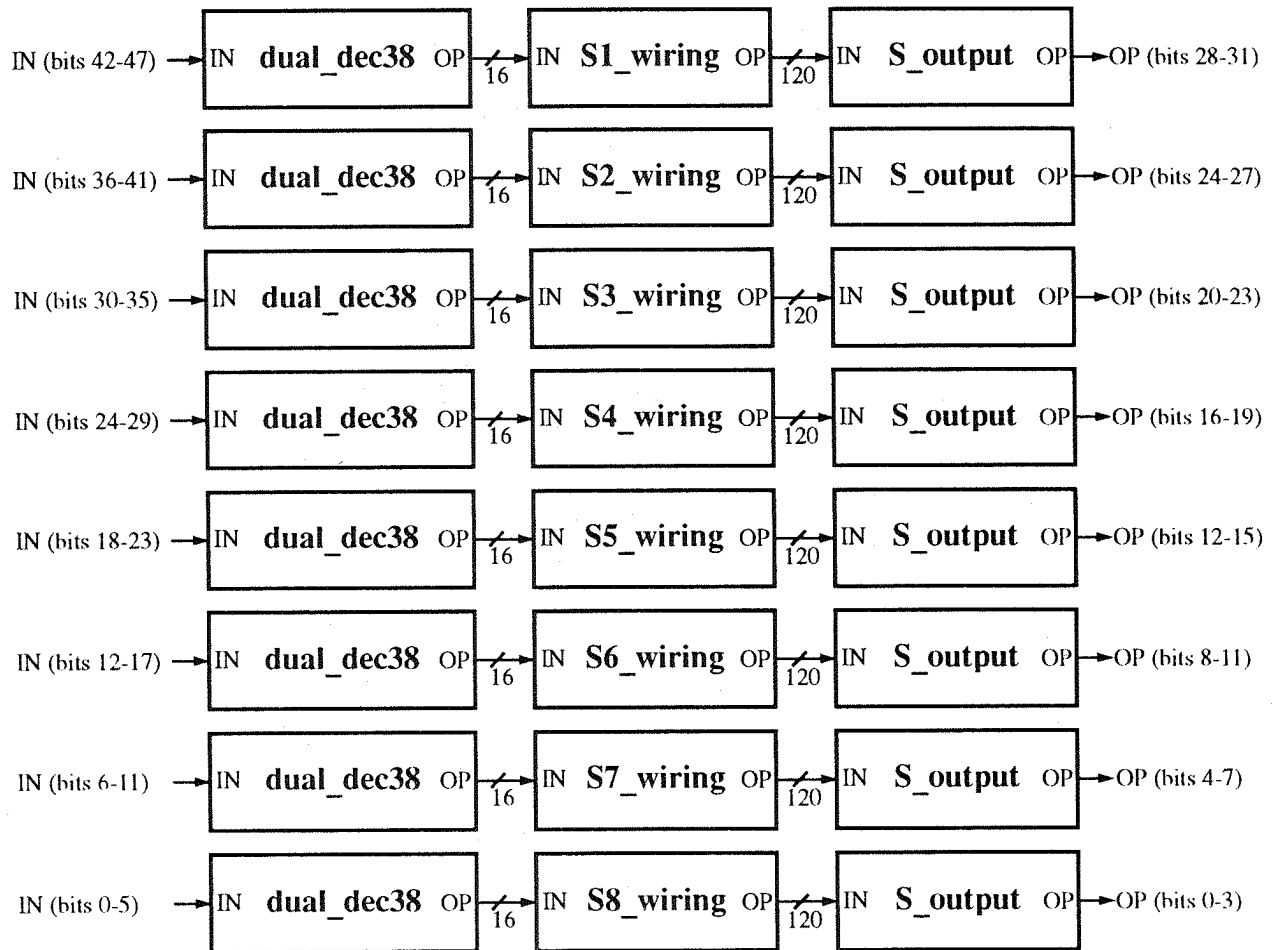 IN (bits 42-47) IN dual_dec38 OP 16 IN S1_wiring OP 120 IN S_output OP OP (bits 28-31)
IN (bits 36-41) IN dual_dec38 OP 16 IN S2_wiring OP 120 IN S_output OP OP (bits 24-27)
IN (bits 30-35) IN dual_dec38 OP 16 IN S3_wiring OP 120 IN S_output OP OP (bits 20-23)
IN (bits 24-29) IN dual_dec38 OP 16 IN S4_wiring OP 120 IN S_output OP OP (bits 16-19)
IN (bits 18-23) IN dual_dec38 OP 16 IN S5_wiring OP 120 IN S_output OP OP (bits 12-15)
IN (bits 12-17) IN dual_dec38 OP 16 IN S6_wiring OP 120 IN S_output OP OP (bits 8-11)
IN (bits 6-11) IN dual_dec38 OP 16 IN S7_wiring OP 120 IN S_output OP OP (bits 4-7)
IN (bits 0-5) IN dual_dec38 OP 16 IN S8_wiring OP 120 IN S_output OP OP (bits 0-3)